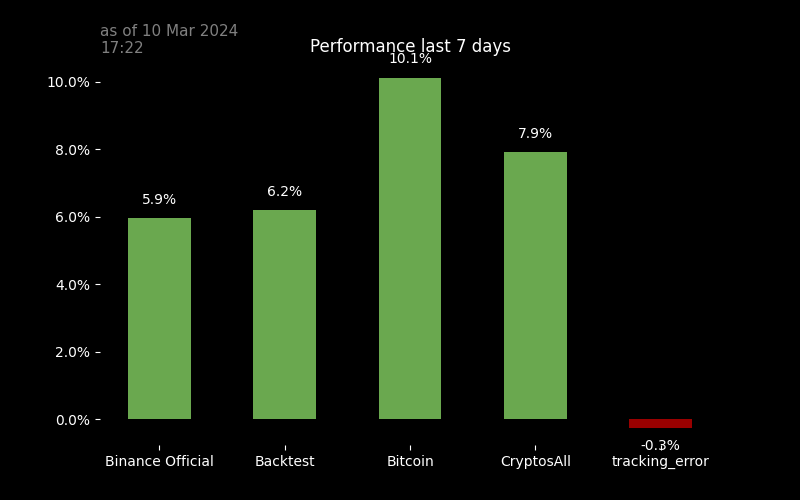 as of 10 Mar 2024
17:22
Performance last 7 days
10.1%
10.0%
7.9%
8.0%
6.2%
5.9%
6.0%
4.0%
2.0%
0.0%
-0.3%
Binance Official
Backtest
Bitcoin
CryptosAll
tracking_error